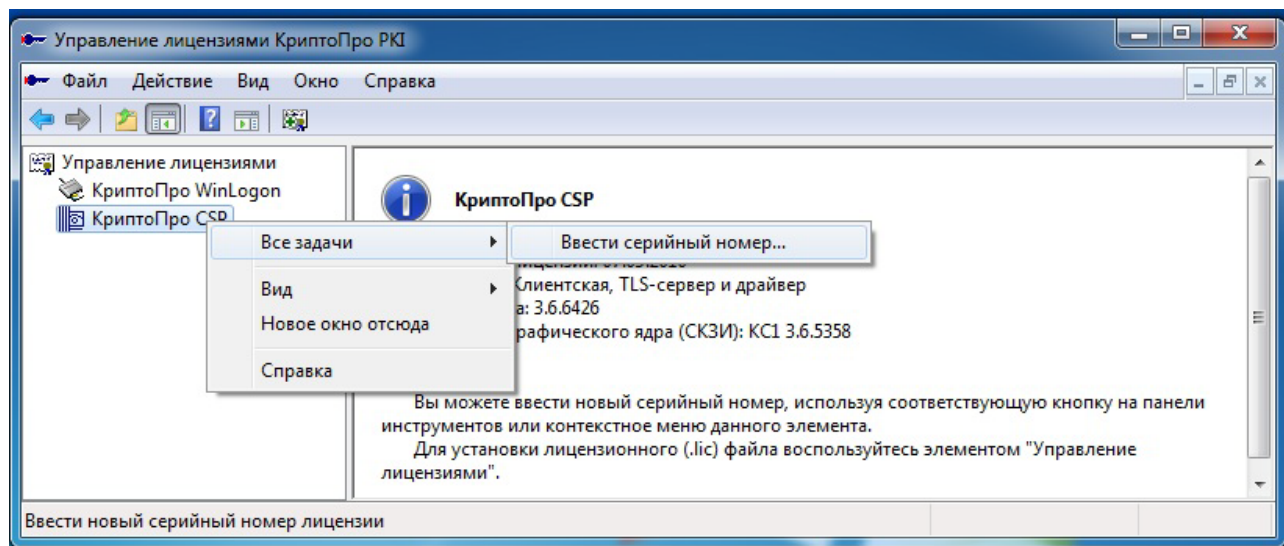 Управление лицензиями КриптоПро PKI
Файл Действие Вид Окно Справка
Управление лицензиями
КриптоПро WinLogon
КриптоПро CSP
Все задачи
Ввести серийный номер...
Вид
Новое окно отсюда
Справка
КриптоПро CSP
Клиентская, TLS-сервер и драйвер
а: 3.6.6426
рафического ядра (СКЗИ): КС1 3.6.5358
Вы можете ввести новый серийный номер, используя соответствующую кнопку на панели
инструментов или контекстное меню данного элемента.
Для установки лицензионного (.lic) файла воспользуйтесь элементом "Управление
лицензиями".
Ввести новый серийный номер лицензии